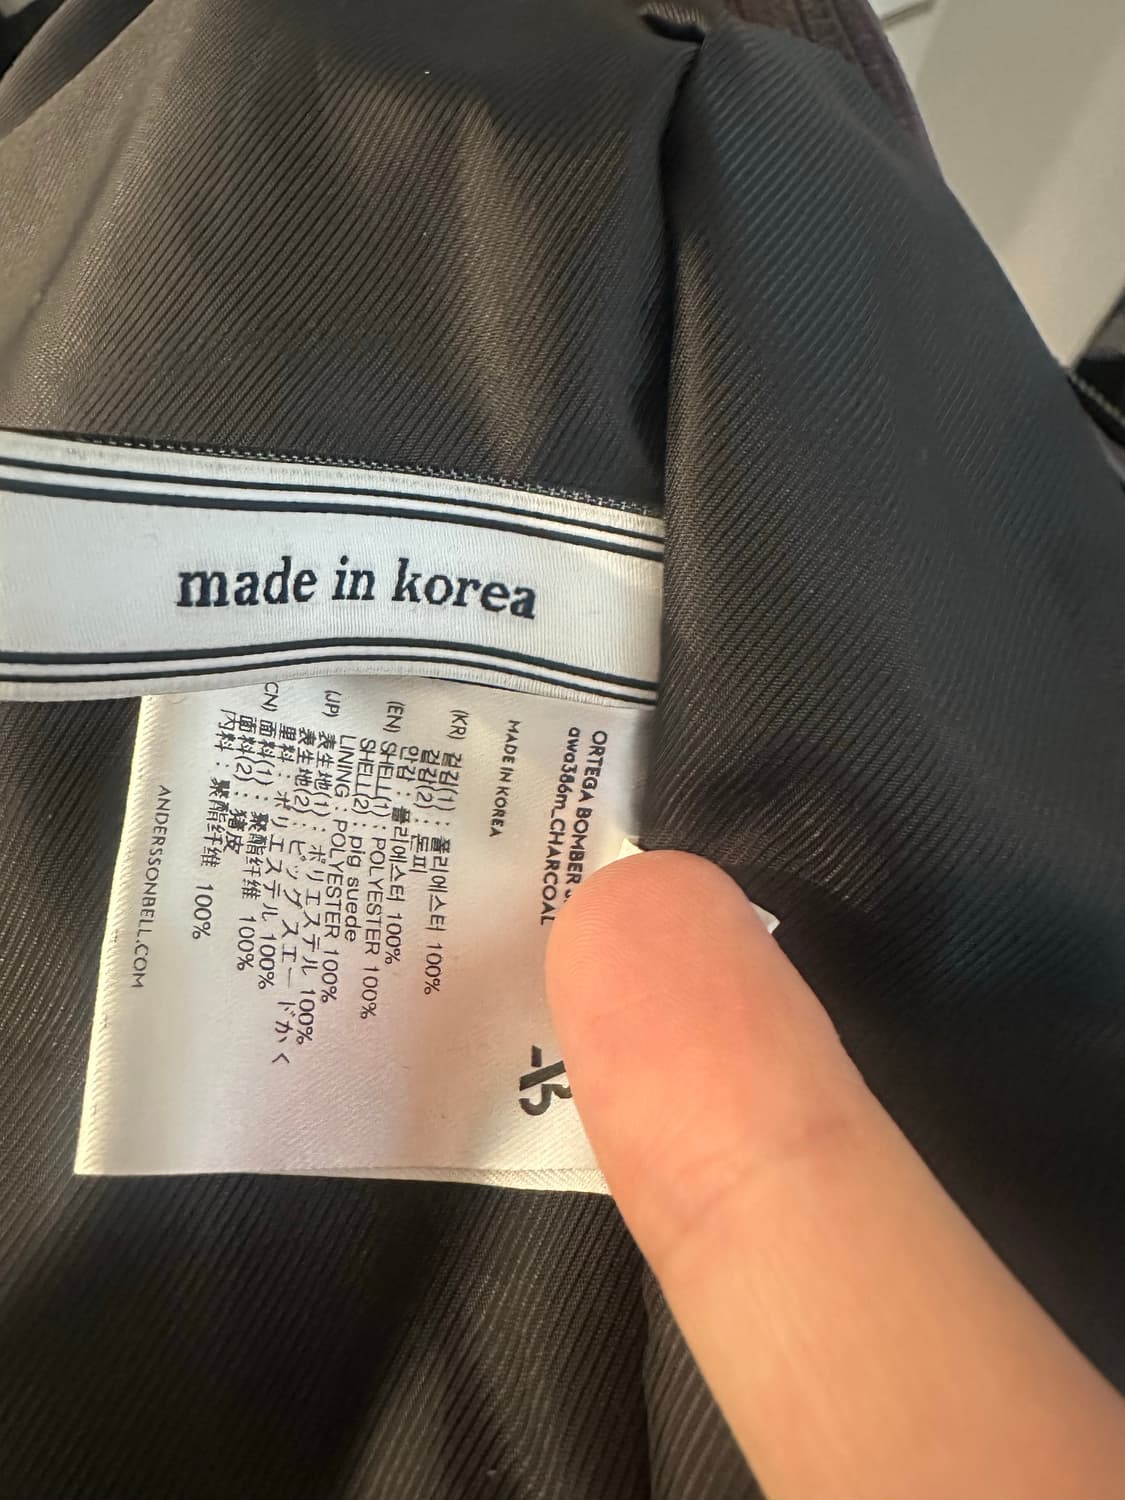 made in korea
ORTEGA BOMBER
awa386m_CHARCOAL
MADE IN KOREA
(KR) 겉감(1) : 폴리에스터 100%
겉감(2) : 돈피
안감 : 폴리에스터 100%
(EN) SHELL(1) : POLYESTER 100%
SHELL(2) : pig suede
LINING : POLYESTER 100%
(JP) 表生地(1) : ポリエステル 100%
表生地(2) : ピッグスエードがく
里料 : ポリエステル 100%
CN) 面料(1) : 聚酯纤维 100%
面料(2) : 猪皮
内料 : 聚酯纤维 100%
ANDERSSONBELL.COM